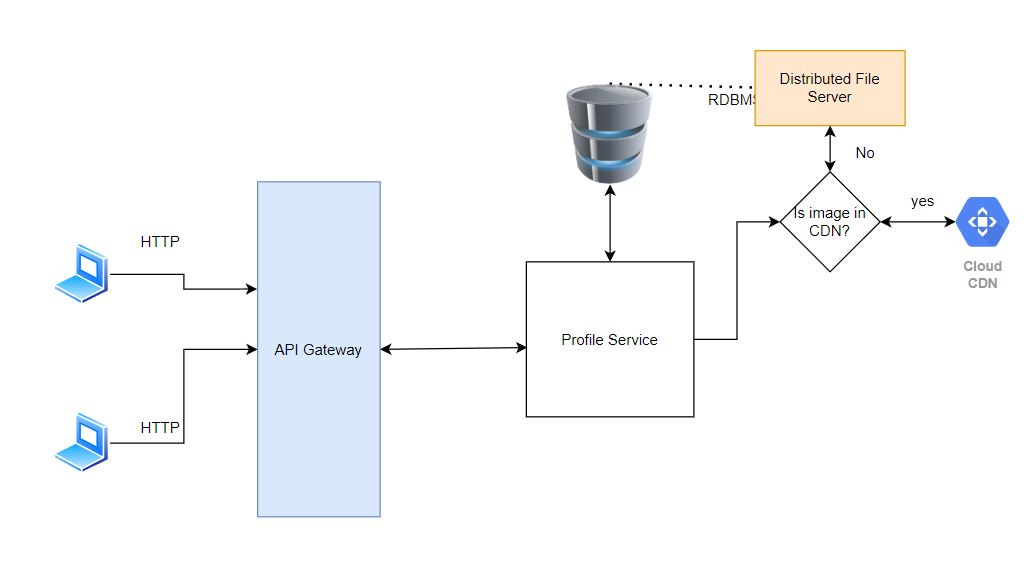 Distributed File
Server
RDBMS
No
Is image in
CDN?
yes
Cloud
CDN
HTTP
API Gateway
Profile Service
HTTP